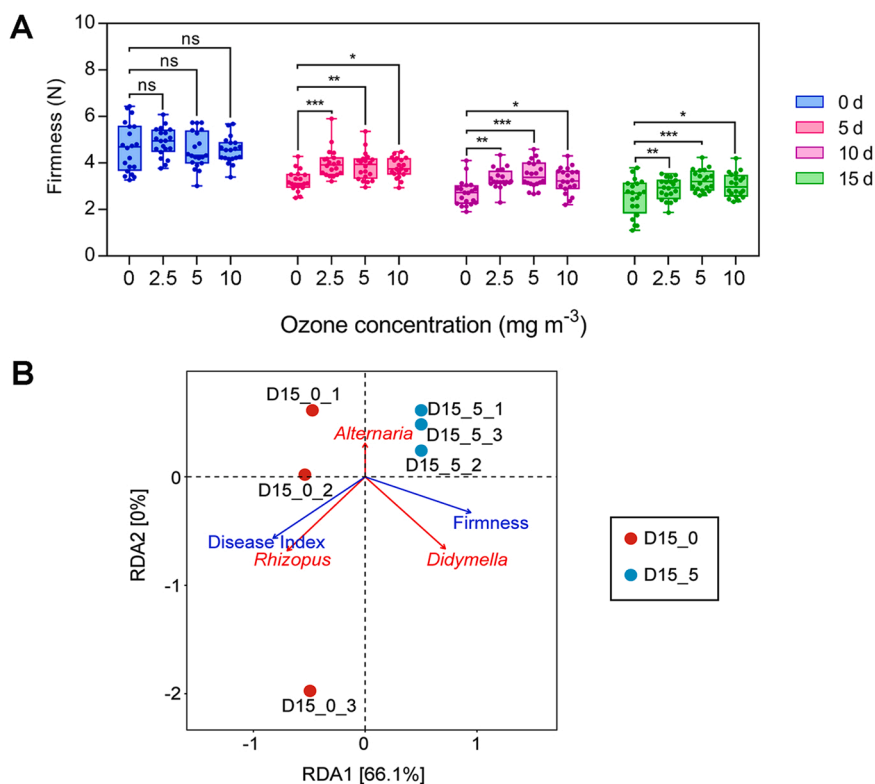 A
Firmness (N)
10
8
6
4
2
0
ns
ns
ns
*
**
***
*
***
**
*
***
**
0 2.5 5 10 0 2.5 5 10 0 2.5 5 10 0 2.5 5 10
Ozone concentration (mg m⁻³)
0 d
5 d
10 d
15 d
B
RDA2 [0%]
0
-1
-2
D15_0_1
D15_5_1
Alternaria
D15_5_3
D15_5_2
D15_0_2
Firmness
Disease Index
Rhizopus
Didymella
D15_0_3
D15_0
D15_5
-1 0 1
RDA1 [66.1%]